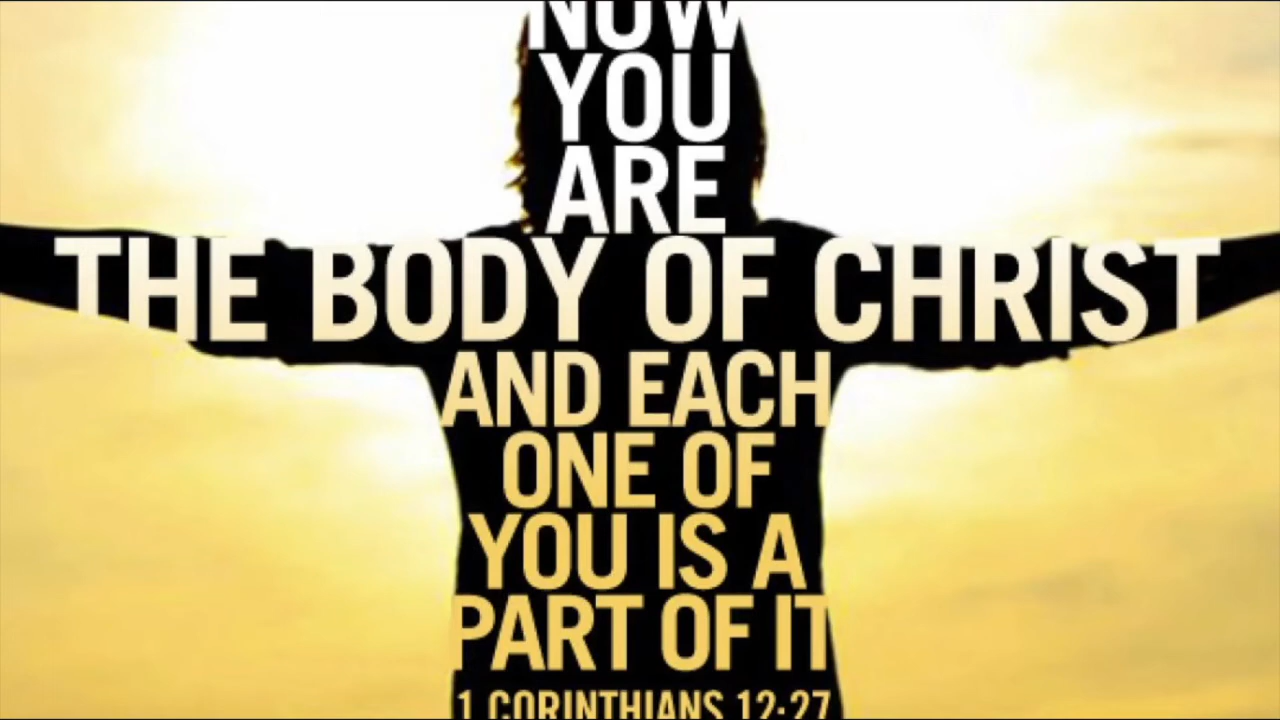 NOW
YOU
ARE
THE BODY OF CHRIST
AND EACH
ONE OF
YOU IS A
PART OF IT
1 CORINTHIANS 12:27